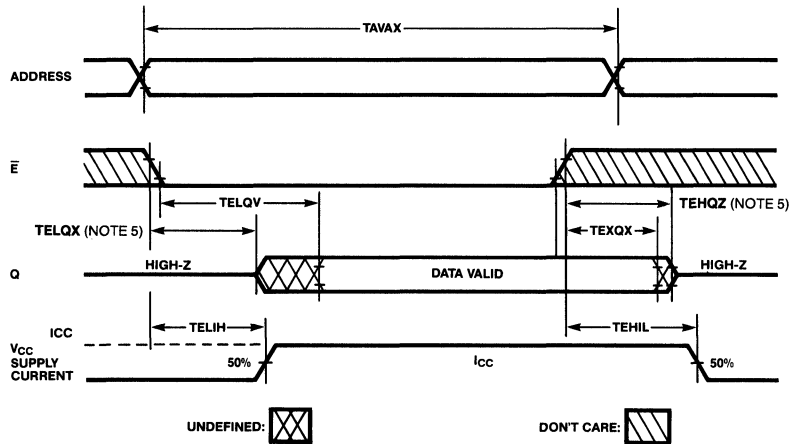 TAVAX
ADDRESS
E
TELQV
TEHQZ (NOTE 5)
TELQX (NOTE 5)
TEXQX
HIGH-Z
Q
DATA VALID
HIGH-Z
TELIH
TEHIL
ICC
VCC
SUPPLY
CURRENT
50%
ICC
50%
UNDEFINED:
DON'T CARE: